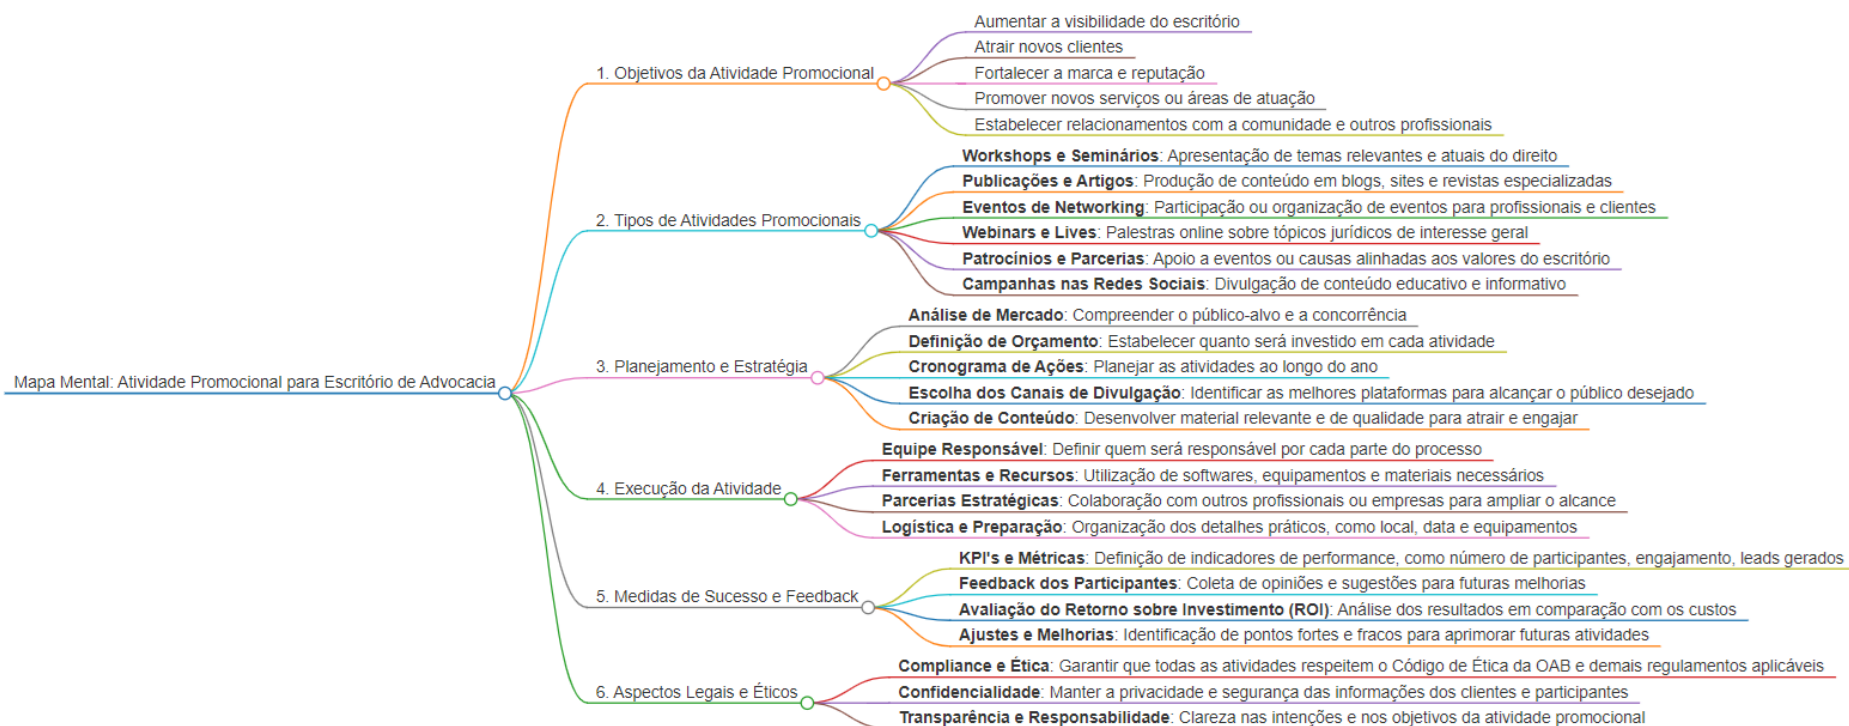 Mapa Mental: Atividade Promocional para Escritório de Advocacia
1. Objetivos da Atividade Promocional
Aumentar a visibilidade do escritório
Atrair novos clientes
Fortalecer a marca e reputação
Promover novos serviços ou áreas de atuação
Estabelecer relacionamentos com a comunidade e outros profissionais
2. Tipos de Atividades Promocionais
Workshops e Seminários: Apresentação de temas relevantes e atuais do direito
Publicações e Artigos: Produção de conteúdo em blogs, sites e revistas especializadas
Eventos de Networking: Participação ou organização de eventos para profissionais e clientes
Webinars e Lives: Palestras online sobre tópicos jurídicos de interesse geral
Patrocínios e Parcerias: Apoio a eventos ou causas alinhadas aos valores do escritório
Campanhas nas Redes Sociais: Divulgação de conteúdo educativo e informativo
3. Planejamento e Estratégia
Análise de Mercado: Compreender o público-alvo e a concorrência
Definição de Orçamento: Estabelecer quanto será investido em cada atividade
Cronograma de Ações: Planejar as atividades ao longo do ano
Escolha dos Canais de Divulgação: Identificar as melhores plataformas para alcançar o público desejado
Criação de Conteúdo: Desenvolver material relevante e de qualidade para atrair e engajar
4. Execução da Atividade
Equipe Responsável: Definir quem será responsável por cada parte do processo
Ferramentas e Recursos: Utilização de softwares, equipamentos e materiais necessários
Parcerias Estratégicas: Colaboração com outros profissionais ou empresas para ampliar o alcance
Logística e Preparação: Organização dos detalhes práticos, como local, data e equipamentos
5. Medidas de Sucesso e Feedback
KPI's e Métricas: Definição de indicadores de performance, como número de participantes, engajamento, leads gerados
Feedback dos Participantes: Coleta de opiniões e sugestões para futuras melhorias
Avaliação do Retorno sobre Investimento (ROI): Análise dos resultados em comparação com os custos
Ajustes e Melhorias: Identificação de pontos fortes e fracos para aprimorar futuras atividades
6. Aspectos Legais e Éticos
Compliance e Ética: Garantir que todas as atividades respeitem o Código de Ética da OAB e demais regulamentos aplicáveis
Confidencialidade: Manter a privacidade e segurança das informações dos clientes e participantes
Transparência e Responsabilidade: Clareza nas intenções e nos objetivos da atividade promocional